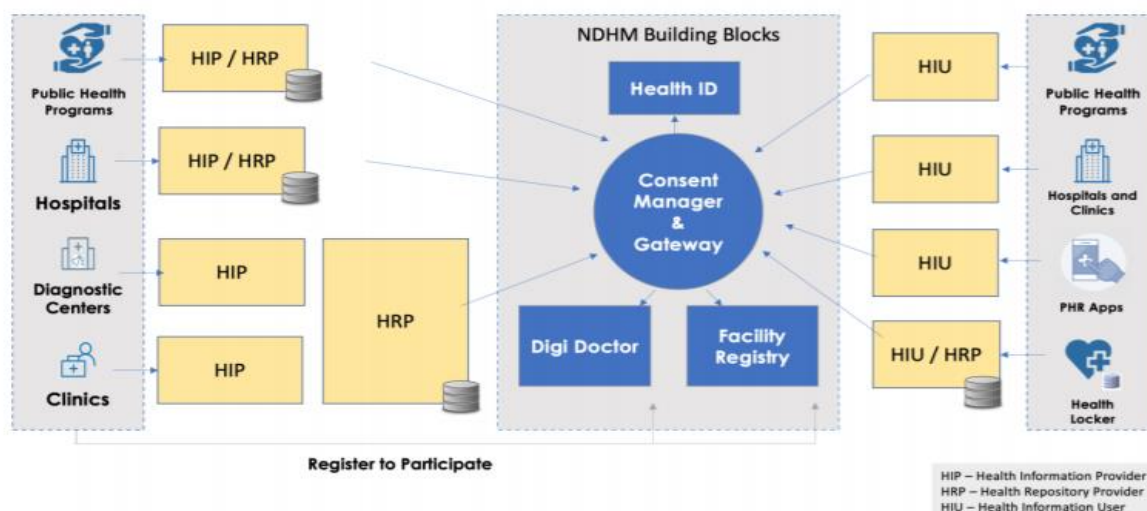 Public Health
Programs
Hospitals
Diagnostic
Centers
Clinics
HIP / HRP
HIP / HRP
HIP
HIP
HRP
NDHM Building Blocks
Health ID
Consent
Manager
&
Gateway
Digi Doctor
Facility
Registry
HIU
HIU
HIU
HIU / HRP
Public Health
Programs
Hospitals and
Clinics
PHR Apps
Health
Locker
Register to Participate
HIP – Health Information Provider
HRP – Health Repository Provider
HIU – Health Information User